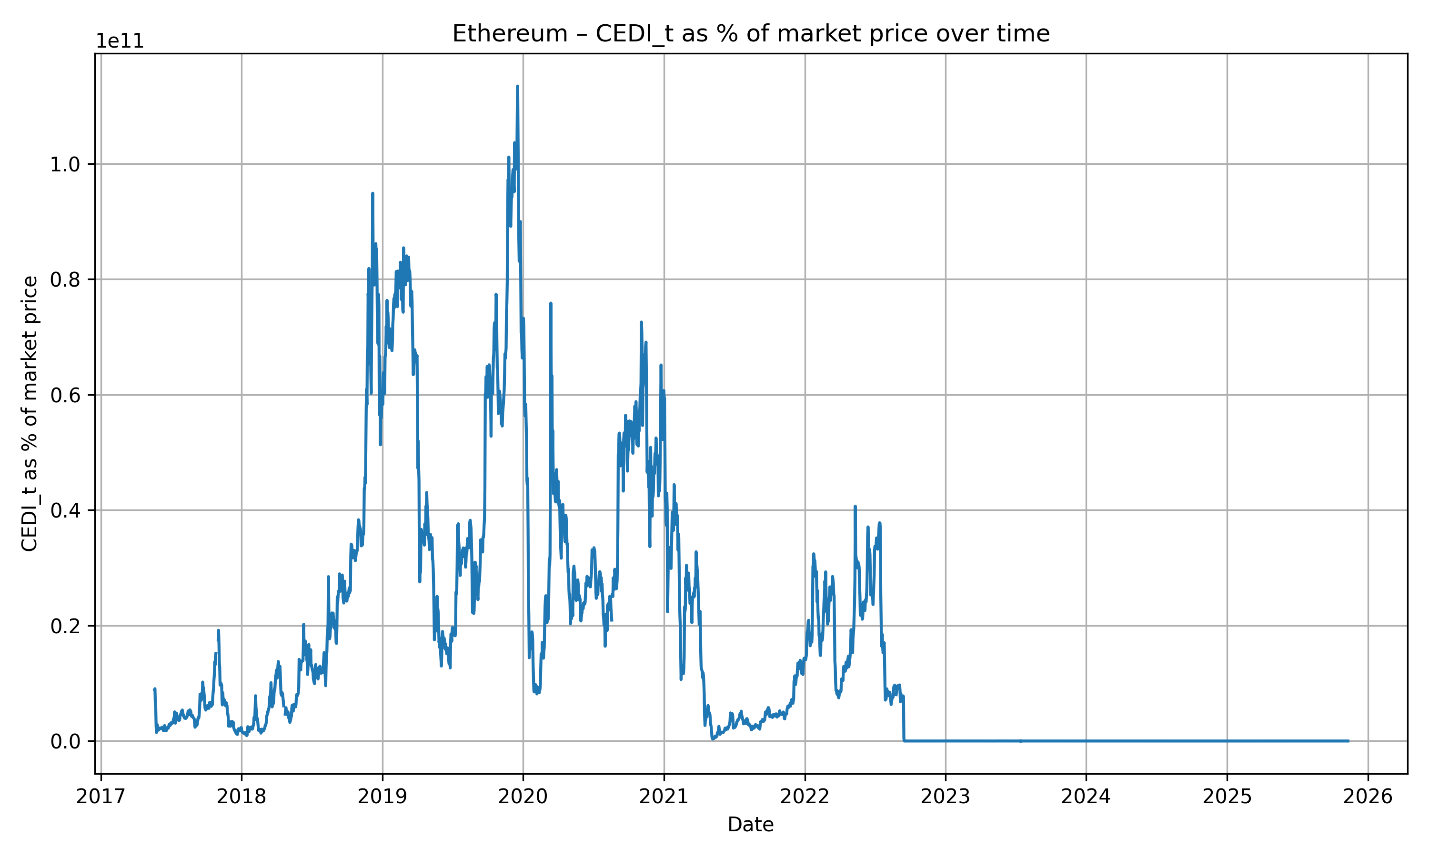 Ethereum – CEDI_t as % of market price over time
1e11
1.0
0.8
0.6
0.4
0.2
0.0
CEDI_t as % of market price
2017 2018 2019 2020 2021 2022 2023 2024 2025 2026
Date